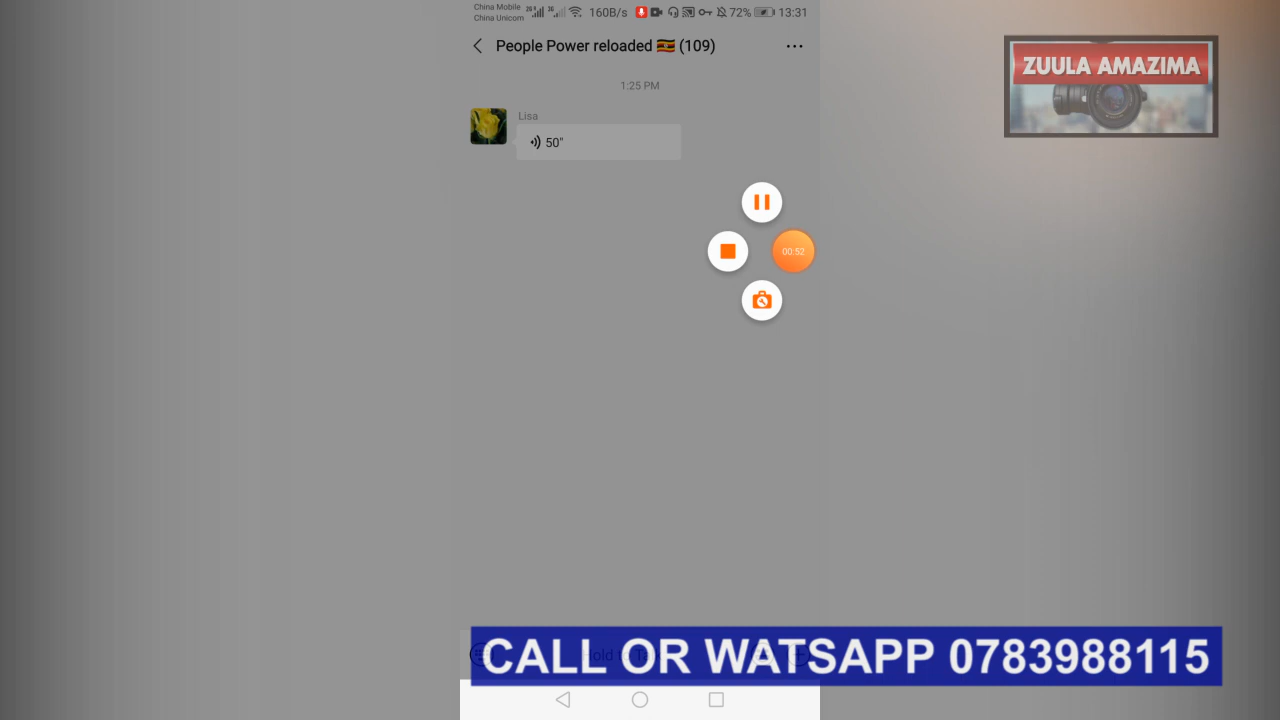 China Mobile
China Unicom
160B/s
72%
13:31
People Power reloaded 🇺🇬 (109)
ZUULA AMAZIMA
1:25 PM
Lisa
50"
00:52
CALL OR WATSAPP 0783988115